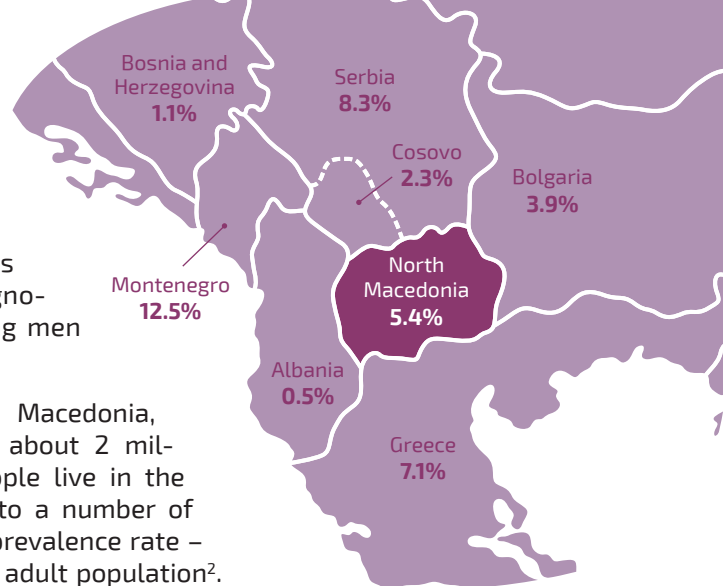 Bosnia and
Herzegovina
1.1%
Serbia
8.3%
Cosovo
2.3%
Bolgaria
3.9%
Montenegro
12.5%
North
Macedonia
5.4%
Albania
0.5%
Greece
7.1%
men
Macedonia,
about 2 mil-
live in the
to a number of
prevalence rate –
adult population².